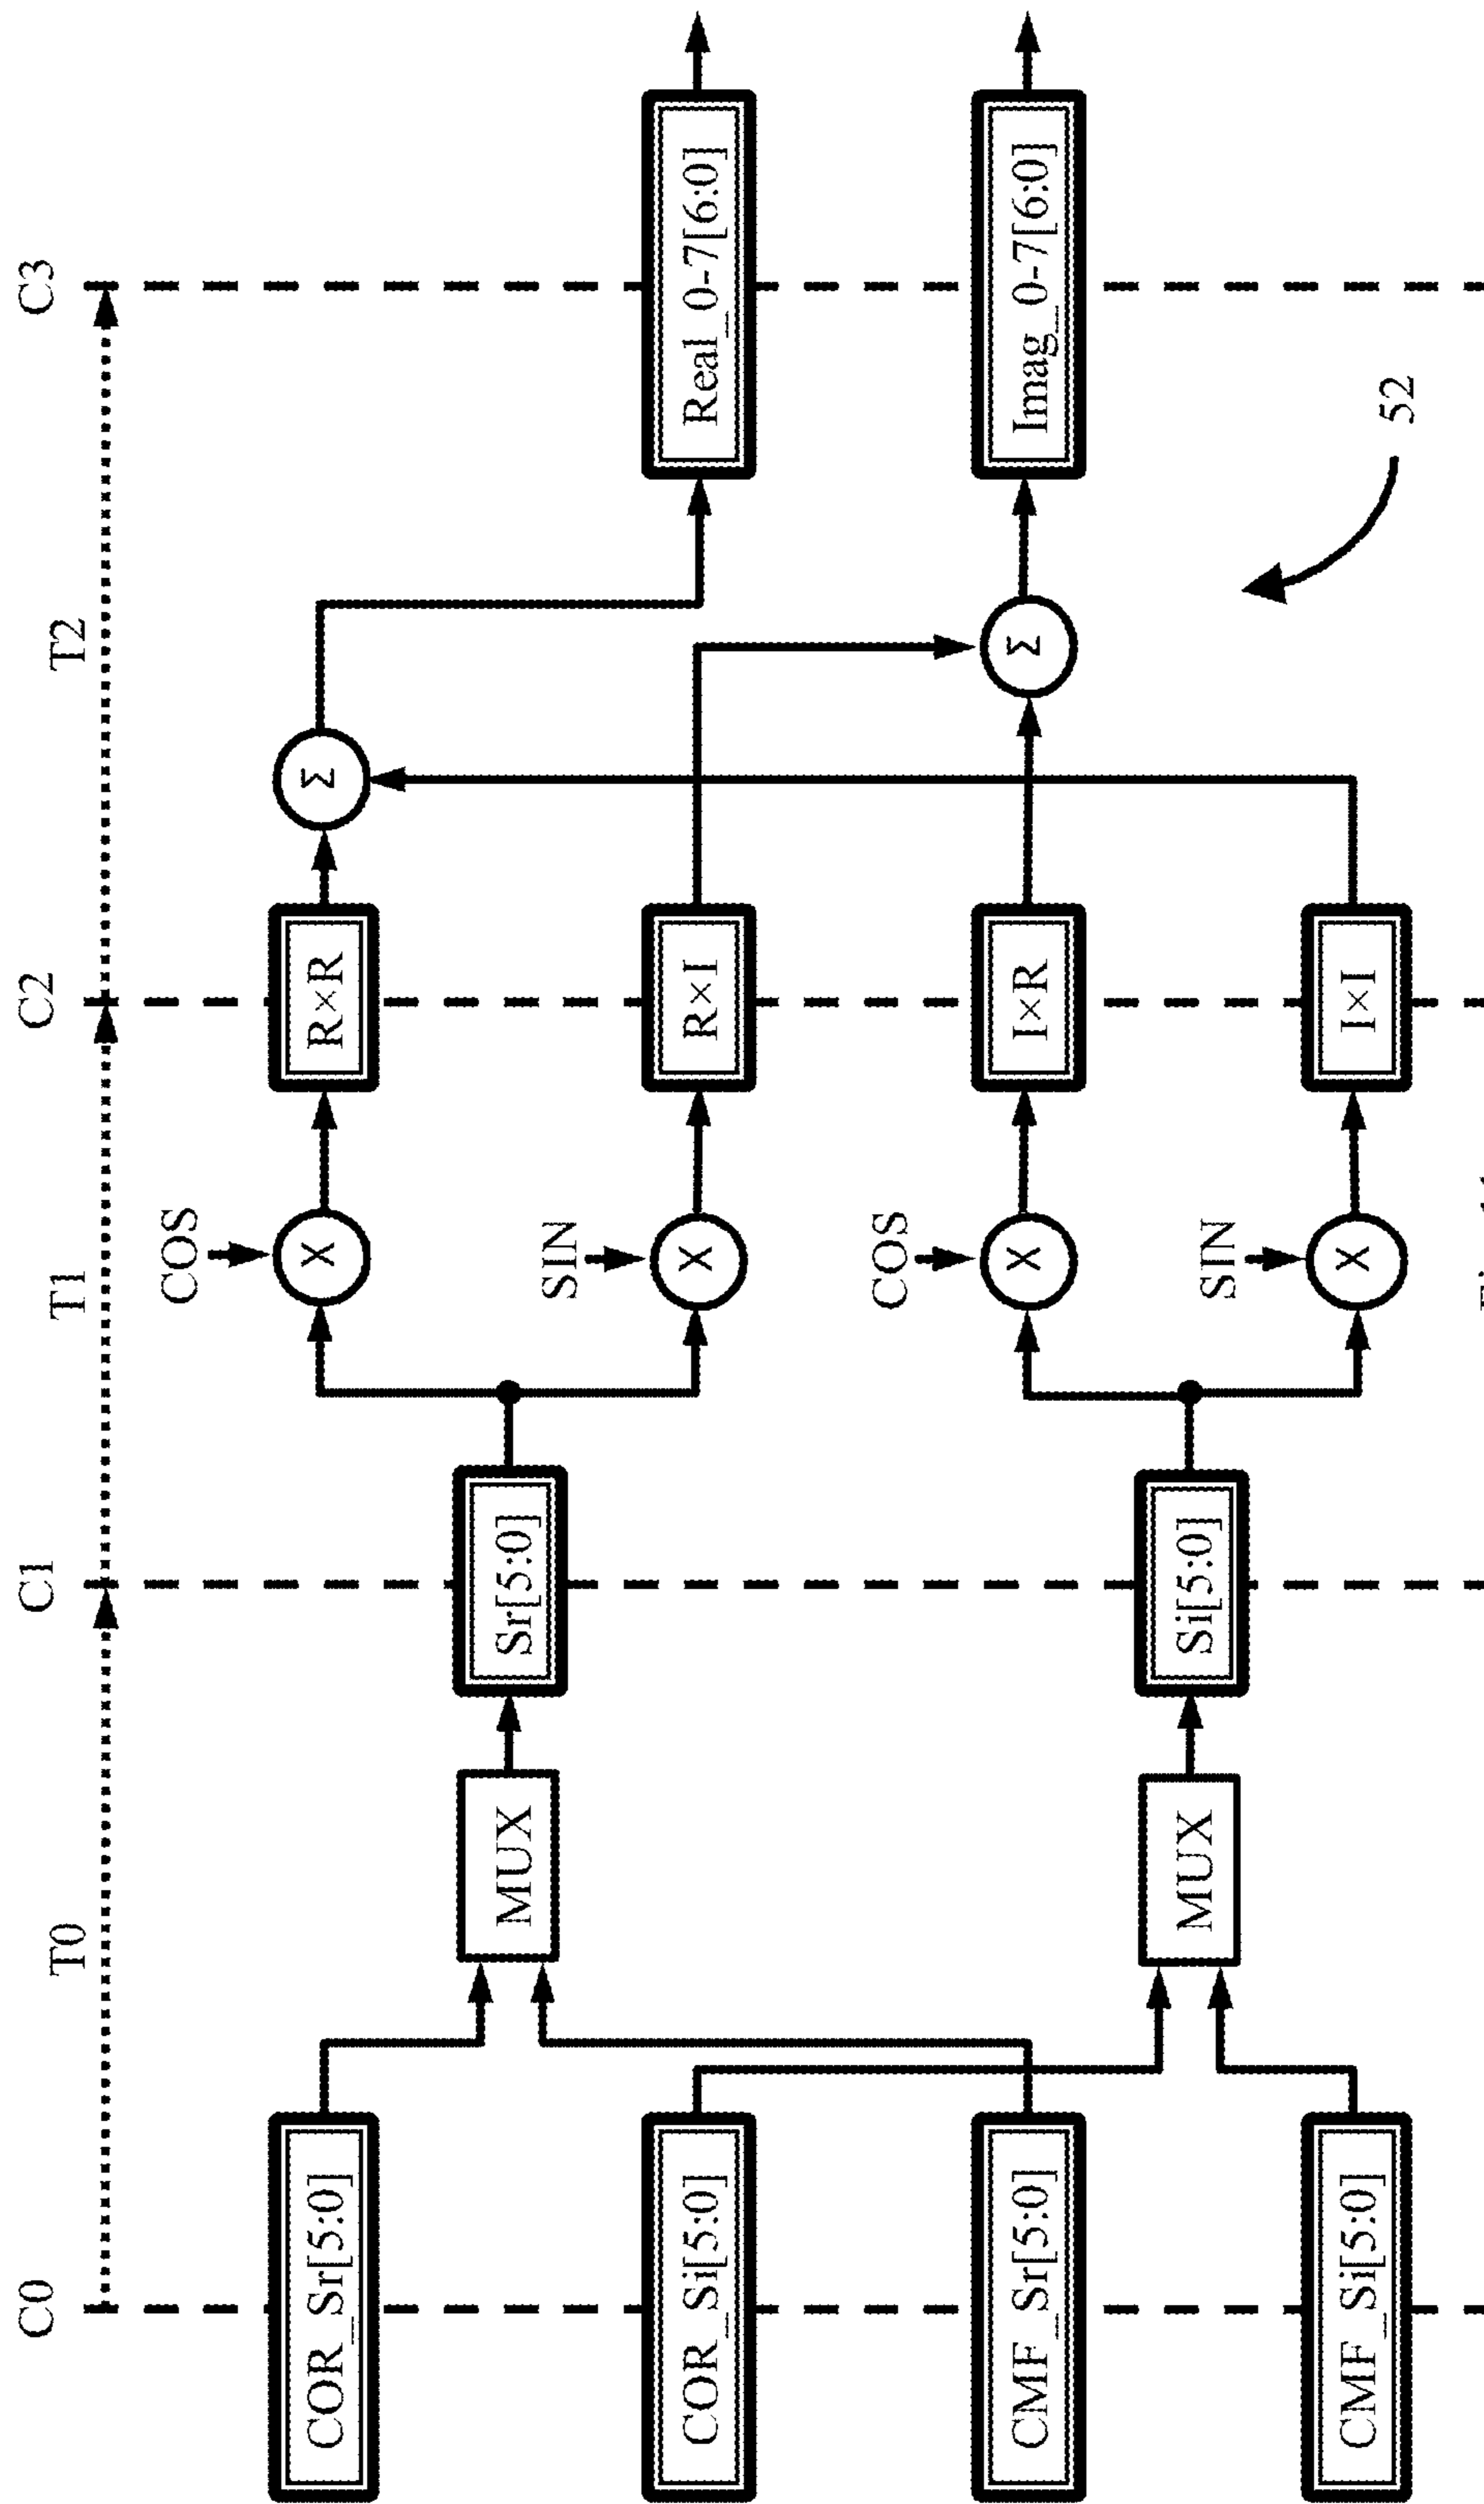 C0
C1
C2
C3
T0
T1
T2
COR_Sr[5:0]
COR_Si[5:0]
CMF_Sr[5:0]
CMF_Si[5:0]
MUX
MUX
Sr[5:0]
Si[5:0]
COS
SIN
COS
SIN
X
X
X
X
R×R
R×I
I×R
I×I
Σ
Σ
Real_0-7[6:0]
Imag_0-7[6:0]
52